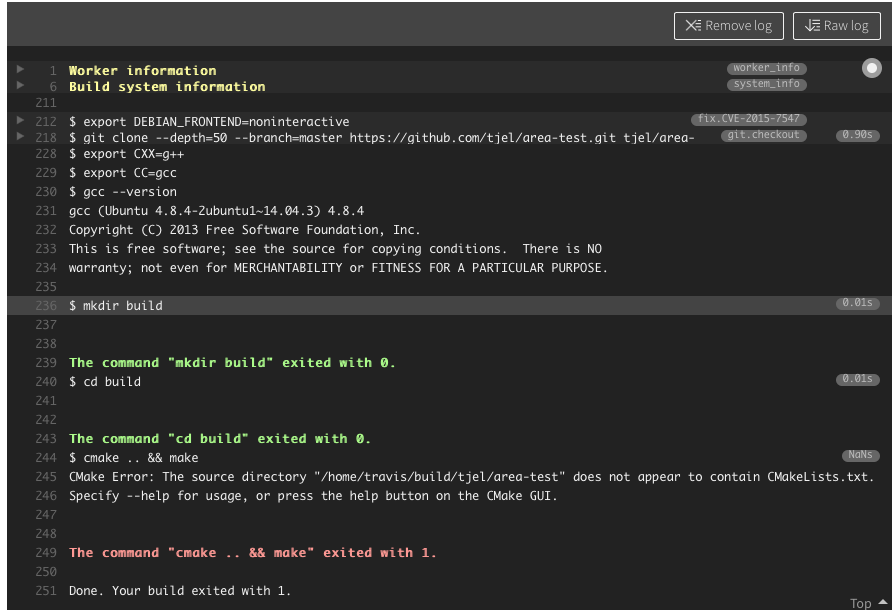 Remove log Raw log
1 Worker information worker_info
6 Build system information system_info
211
212 $ export DEBIAN_FRONTEND=noninteractive fix.CVE-2015-7547
218 $ git clone --depth=50 --branch=master https://github.com/tjel/area-test.git tjel/area- git.checkout 0.90s
228 $ export CXX=g++
229 $ export CC=gcc
230 $ gcc --version
231 gcc (Ubuntu 4.8.4-2ubuntu1~14.04.3) 4.8.4
232 Copyright (C) 2013 Free Software Foundation, Inc.
233 This is free software; see the source for copying conditions.  There is NO
234 warranty; not even for MERCHANTABILITY or FITNESS FOR A PARTICULAR PURPOSE.
235
236 $ mkdir build 0.01s
237
238
239 The command "mkdir build" exited with 0.
240 $ cd build 0.01s
241
242
243 The command "cd build" exited with 0.
244 $ cmake .. && make NaNs
245 CMake Error: The source directory "/home/travis/build/tjel/area-test" does not appear to contain CMakeLists.txt.
246 Specify --help for usage, or press the help button on the CMake GUI.
247
248
249 The command "cmake .. && make" exited with 1.
250
251 Done. Your build exited with 1.
Top